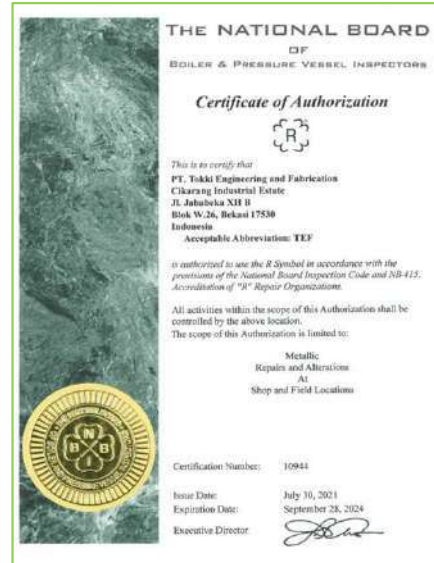 THE NATIONAL BOARD
OF
BOILER & PRESSURE VESSEL INSPECTORS
Certificate of Authorization
R
This is to certify that
PT. Tokki Engineering and Fabrication
Cikarang Industrial Estate
Jl. Jababeka XII B
Blok W.26, Bekasi 17530
Indonesia
Acceptable Abbreviation: TEF
is authorized to use the R Symbol in accordance with the
provisions of the National Board Inspection Code and NB-415,
Accreditation of "R" Repair Organizations.
All activities within the scope of this Authorization shall be
controlled by the above location.
The scope of this Authorization is limited to:
Metallic
Repairs and Alterations
At
Shop and Field Locations
N
B B
I
Certification Number: 10944
Issue Date: July 30, 2021
Expiration Date: September 28, 2024
Executive Director